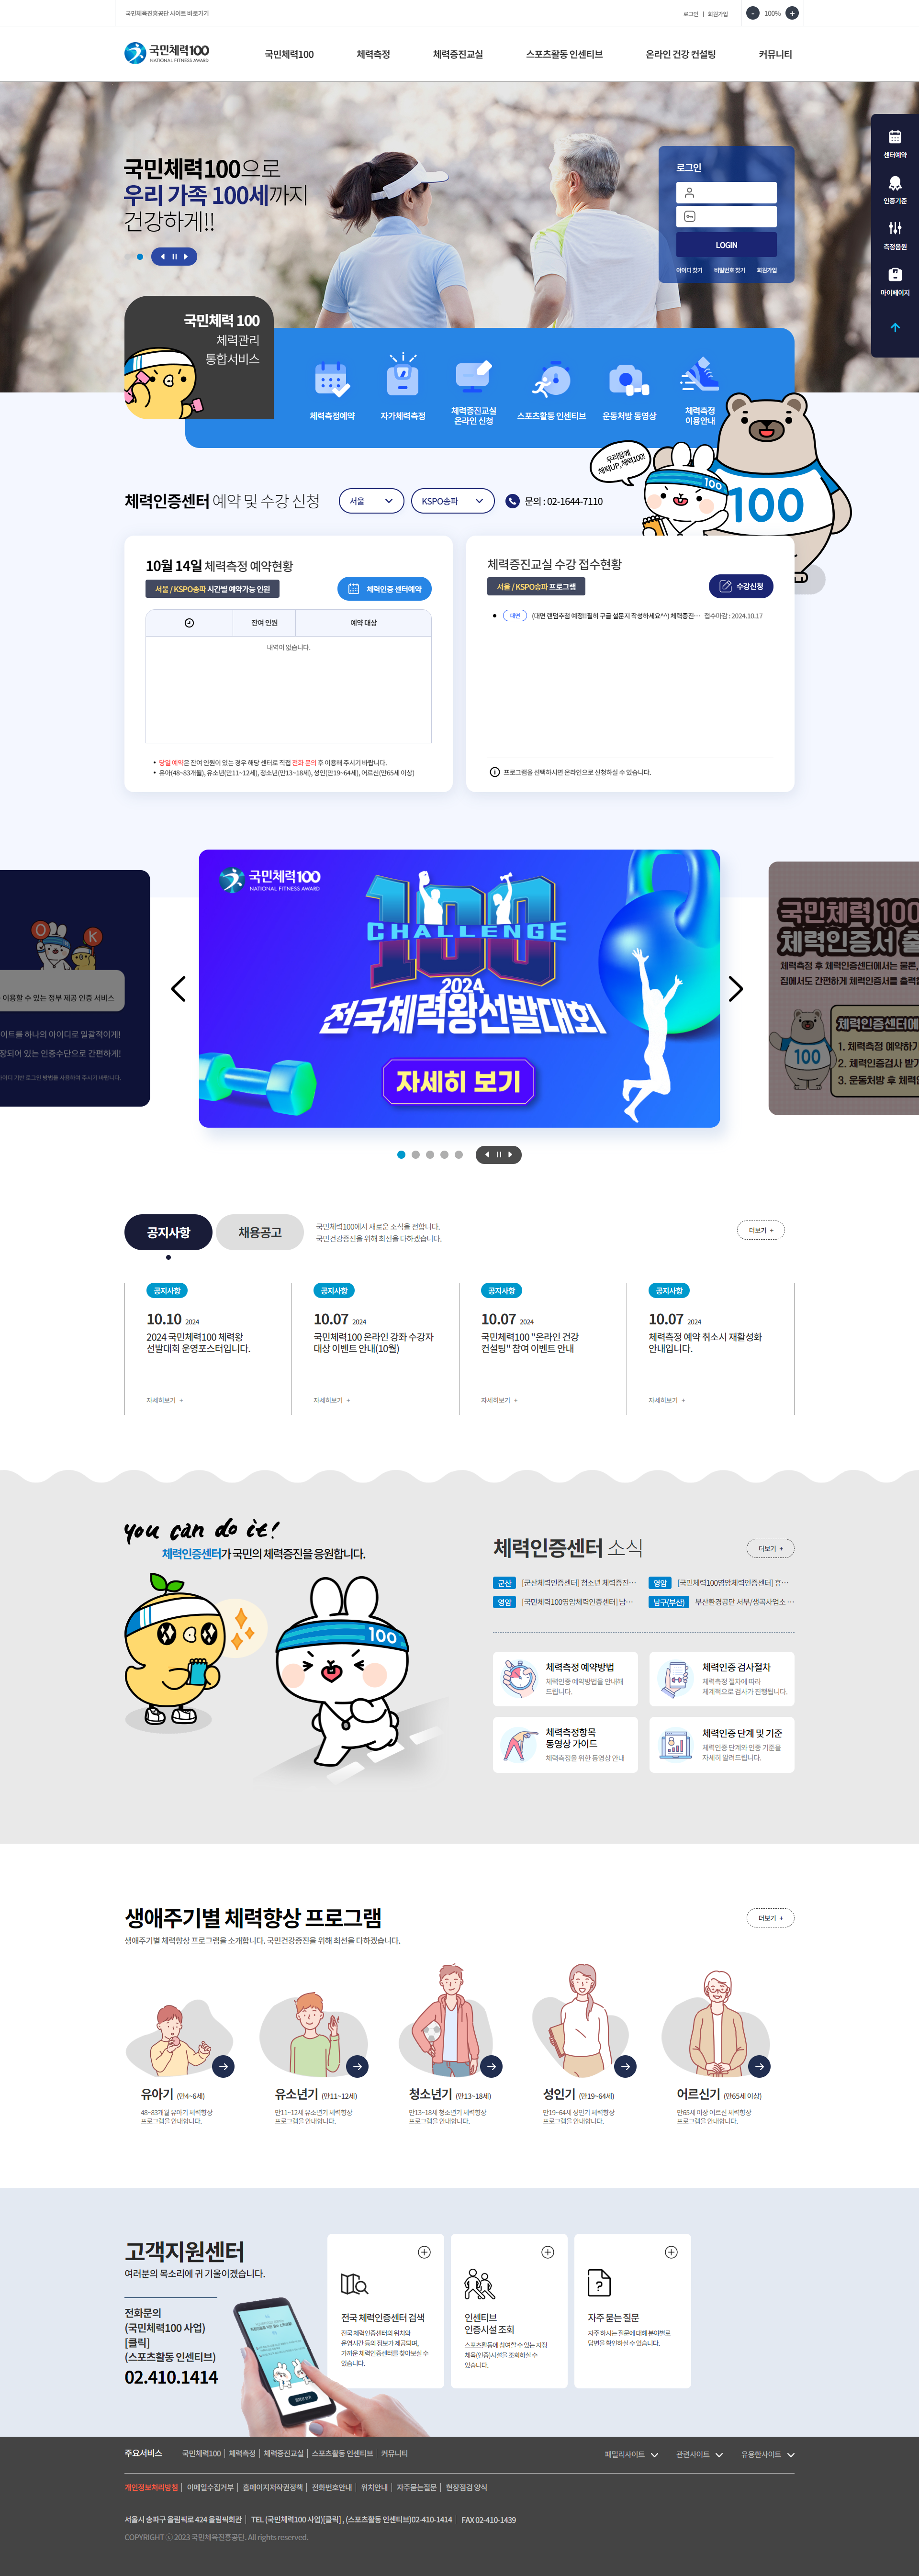 국민체육진흥공단 사이트 바로가기
로그인 | 회원가입
- 100% +
국민체력100
NATIONAL FITNESS AWARD
국민체력100 체력측정 체력증진교실 스포츠활동 인센티브 온라인 건강 컨설팅 커뮤니티
국민체력100으로
우리 가족 100세까지
건강하게!!
로그인
LOGIN
아이디 찾기 비밀번호 찾기 회원가입
센터예약
인증기준
측정음원
마이페이지
국민체력 100
체력관리
통합서비스
체력측정예약
자가체력측정
체력증진교실
온라인 신청
스포츠활동 인센티브
운동처방 동영상
체력측정
이용안내
우리함께
체력UP, 체력100!
100
100
체력인증센터 예약 및 수강 신청
서울
KSPO송파
문의 : 02-1644-7110
10월 14일 체력측정 예약현황
서울 / KSPO송파 시간별 예약가능 인원
체력인증 센터예약
잔여 인원 예약 대상
내역이 없습니다.
• 당일 예약은 잔여 인원이 있는 경우 해당 센터로 직접 전화 문의 후 이용해 주시기 바랍니다.
• 유아(48~83개월), 유소년(만11~12세), 청소년(만13~18세), 성인(만19~64세), 어르신(만65세 이상)
체력증진교실 수강 접수현황
서울 / KSPO송파 프로그램
수강신청
• 대면 (대면 랜덤추첨 예정!!필히 구글 설문지 작성하세요^^) 체력증진… 접수마감 : 2024.10.17
프로그램을 선택하시면 온라인으로 신청하실 수 있습니다.
O K
이용할 수 있는 정부 제공 인증 서비스
이트를 하나의 아이디로 일괄적이게!
장되어 있는 인증수단으로 간편하게!
아이디 기반 로그인 방법을 사용하여 주시기 바랍니다.
국민체력100
NATIONAL FITNESS AWARD
100
CHALLENGE
2024
전국체력왕선발대회
자세히 보기
국민체력 100
체력인증서 출
체력측정 후 체력인증센터에서는 물론,
집에서도 간편하게 체력인증서를 출력
100
체력인증센터에
1. 체력측정 예약하기
2. 체력인증검사 받기
3. 운동처방 후 체력인
공지사항
채용공고
국민체력100에서 새로운 소식을 전합니다.
국민건강증진을 위해 최선을 다하겠습니다.
더보기 +
공지사항
10.10 2024
2024 국민체력100 체력왕
선발대회 운영포스터입니다.
자세히보기 +
공지사항
10.07 2024
국민체력100 온라인 강좌 수강자
대상 이벤트 안내(10월)
자세히보기 +
공지사항
10.07 2024
국민체력100 "온라인 건강
컨설팅" 참여 이벤트 안내
자세히보기 +
공지사항
10.07 2024
체력측정 예약 취소시 재활성화
안내입니다.
자세히보기 +
you can do it!
체력인증센터가 국민의 체력증진을 응원합니다.
100
체력인증센터 소식
더보기 +
군산 [군산체력인증센터] 청소년 체력증진…
영암 [국민체력100영암체력인증센터] 휴…
영암 [국민체력100영암체력인증센터] 남…
남구(부산) 부산환경공단 서부/생곡사업소 …
체력측정 예약방법
체력인증 예약방법을 안내해
드립니다.
체력인증 검사절차
체력측정 절차에 따라
체계적으로 검사가 진행됩니다.
체력측정항목
동영상 가이드
체력측정을 위한 동영상 안내
체력인증 단계 및 기준
체력인증 단계와 인증 기준을
자세히 알려드립니다.
생애주기별 체력향상 프로그램
생애주기별 체력향상 프로그램을 소개합니다. 국민건강증진을 위해 최선을 다하겠습니다.
더보기 +
유아기 (만4~6세)
48~83개월 유아기 체력향상
프로그램을 안내합니다.
유소년기 (만11~12세)
만11~12세 유소년기 체력향상
프로그램을 안내합니다.
청소년기 (만13~18세)
만13~18세 청소년기 체력향상
프로그램을 안내합니다.
성인기 (만19~64세)
만19~64세 성인기 체력향상
프로그램을 안내합니다.
어르신기 (만65세 이상)
만65세 이상 어르신 체력향상
프로그램을 안내합니다.
고객지원센터
여러분의 목소리에 귀 기울이겠습니다.
전화문의
(국민체력100 사업)
[클릭]
(스포츠활동 인센티브)
02.410.1414
전국 체력인증센터 검색
전국 체력인증센터의 위치와
운영시간 등의 정보가 제공되며,
가까운 체력인증센터를 찾아보실 수
있습니다.
인센티브
인증시설 조회
스포츠활동에 참여할 수 있는 지정
체육(인증)시설을 조회하실 수
있습니다.
자주 묻는 질문
자주 하시는 질문에 대해 분야별로
답변을 확인하실 수 있습니다.
주요서비스 국민체력100 | 체력측정 | 체력증진교실 | 스포츠활동 인센티브 | 커뮤니티
패밀리사이트 관련사이트 유용한사이트
개인정보처리방침 | 이메일수집거부 | 홈페이지저작권정책 | 전화번호안내 | 위치안내 | 자주묻는질문 | 현장점검 양식
서울시 송파구 올림픽로 424 올림픽회관 | TEL (국민체력100 사업)[클릭] , (스포츠활동 인센티브)02-410-1414 | FAX 02-410-1439
COPYRIGHT ⓒ 2023 국민체육진흥공단. All rights reserved.